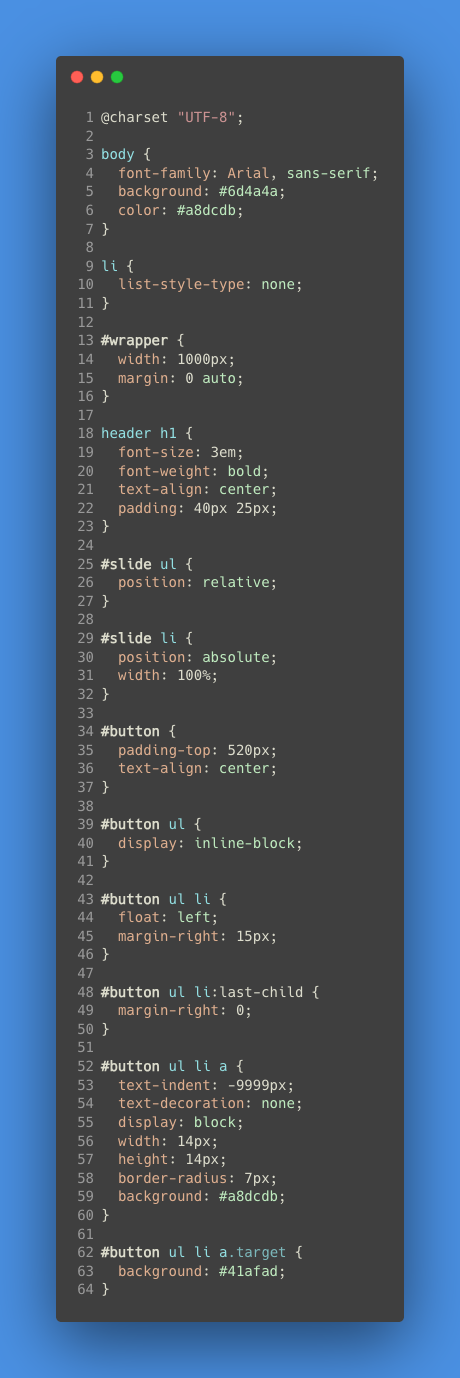 1 @charset "UTF-8";
2
3 body {
4   font-family: Arial, sans-serif;
5   background: #6d4a4a;
6   color: #a8dcdb;
7 }
8
9 li {
10   list-style-type: none;
11 }
12
13 #wrapper {
14   width: 1000px;
15   margin: 0 auto;
16 }
17
18 header h1 {
19   font-size: 3em;
20   font-weight: bold;
21   text-align: center;
22   padding: 40px 25px;
23 }
24
25 #slide ul {
26   position: relative;
27 }
28
29 #slide li {
30   position: absolute;
31   width: 100%;
32 }
33
34 #button {
35   padding-top: 520px;
36   text-align: center;
37 }
38
39 #button ul {
40   display: inline-block;
41 }
42
43 #button ul li {
44   float: left;
45   margin-right: 15px;
46 }
47
48 #button ul li:last-child {
49   margin-right: 0;
50 }
51
52 #button ul li a {
53   text-indent: -9999px;
54   text-decoration: none;
55   display: block;
56   width: 14px;
57   height: 14px;
58   border-radius: 7px;
59   background: #a8dcdb;
60 }
61
62 #button ul li a.target {
63   background: #41afad;
64 }